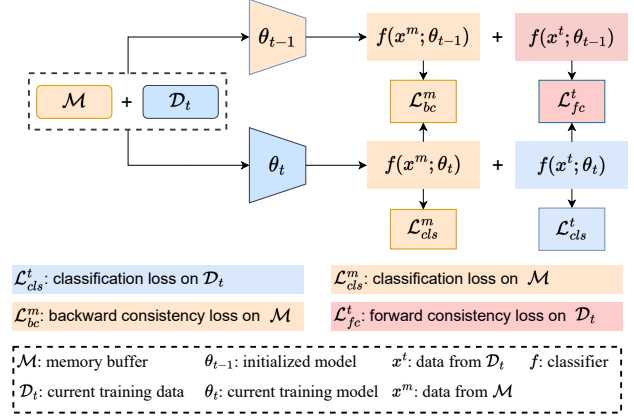 θ_{t−1} f(x^m; θ_{t−1}) + f(x^t; θ_{t−1})
M + D_t L^m_{bc} L^t_{fc}
θ_t f(x^m; θ_t) + f(x^t; θ_t)
L^m_{cls} L^t_{cls}
L^t_{cls}: classification loss on D_t L^m_{cls}: classification loss on M
L^m_{bc}: backward consistency loss on M L^t_{fc}: forward consistency loss on D_t
M: memory buffer θ_{t−1}: initialized model x^t: data from D_t f: classifier
D_t: current training data θ_t: current training model x^m: data from M